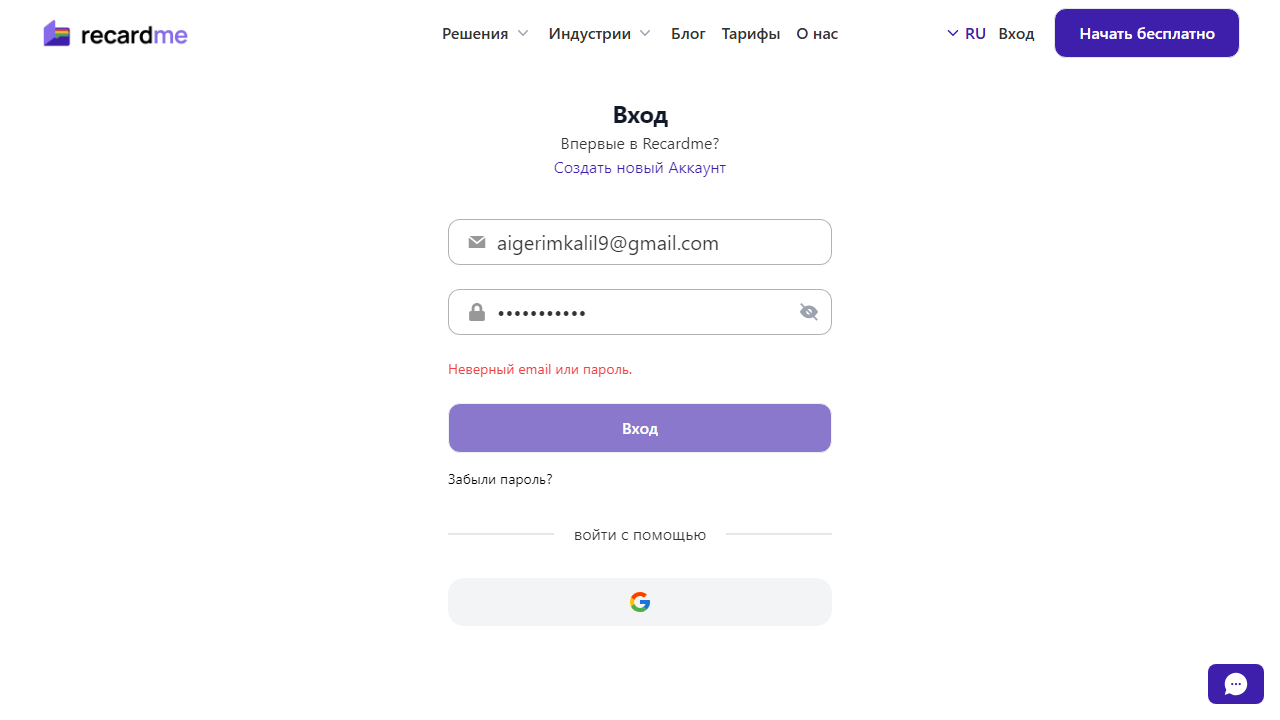 recardme
Решения Индустрии Блог Тарифы О нас RU Вход Начать бесплатно
Вход
Впервые в Recardme?
Создать новый Аккаунт
aigerimkalil9@gmail.com
•••••••••••
Неверный email или пароль.
Вход
Забыли пароль?
войти с помощью